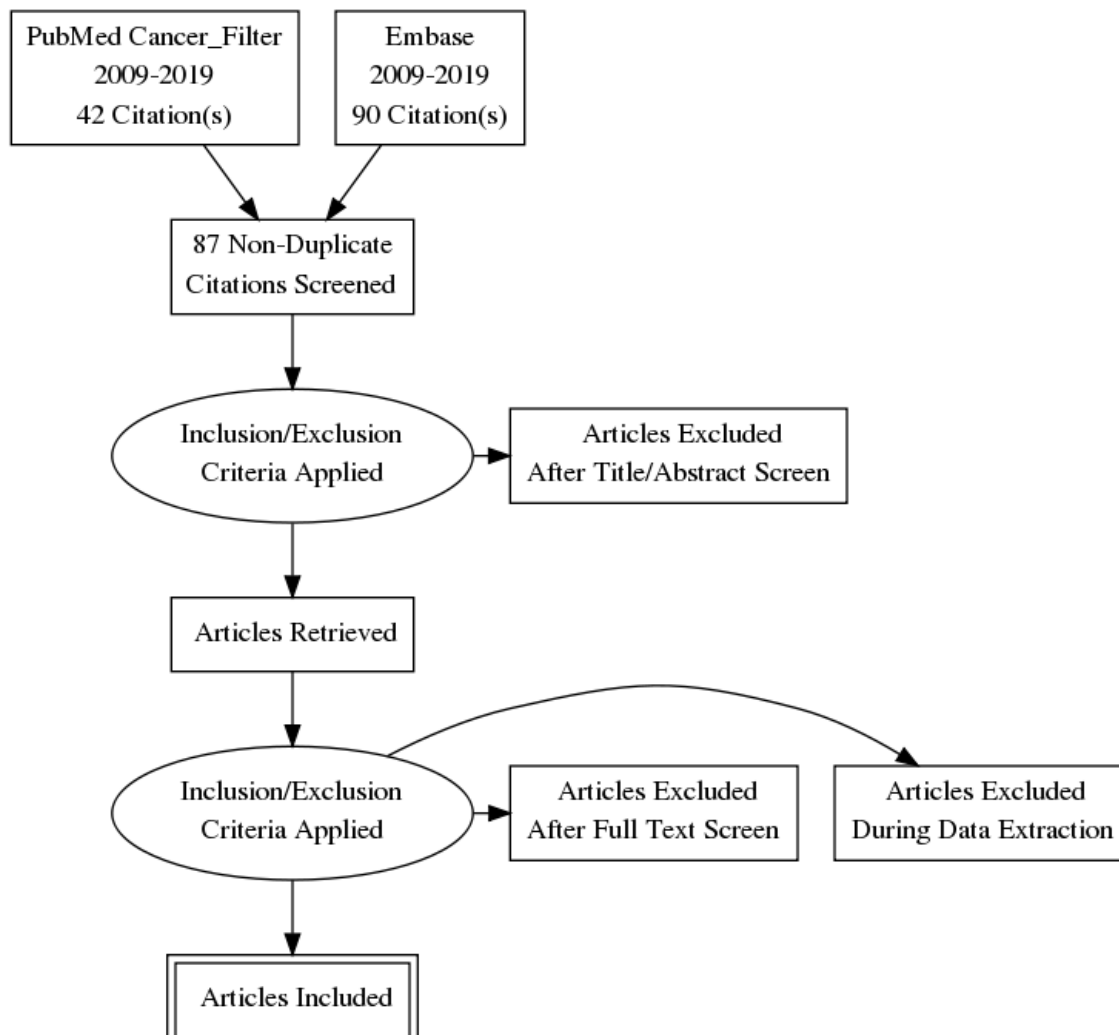 PubMed Cancer_Filter
2009-2019
42 Citation(s)
Embase
2009-2019
90 Citation(s)
87 Non-Duplicate
Citations Screened
Inclusion/Exclusion
Criteria Applied
Articles Excluded
After Title/Abstract Screen
Articles Retrieved
Inclusion/Exclusion
Criteria Applied
Articles Excluded
After Full Text Screen
Articles Excluded
During Data Extraction
Articles Included